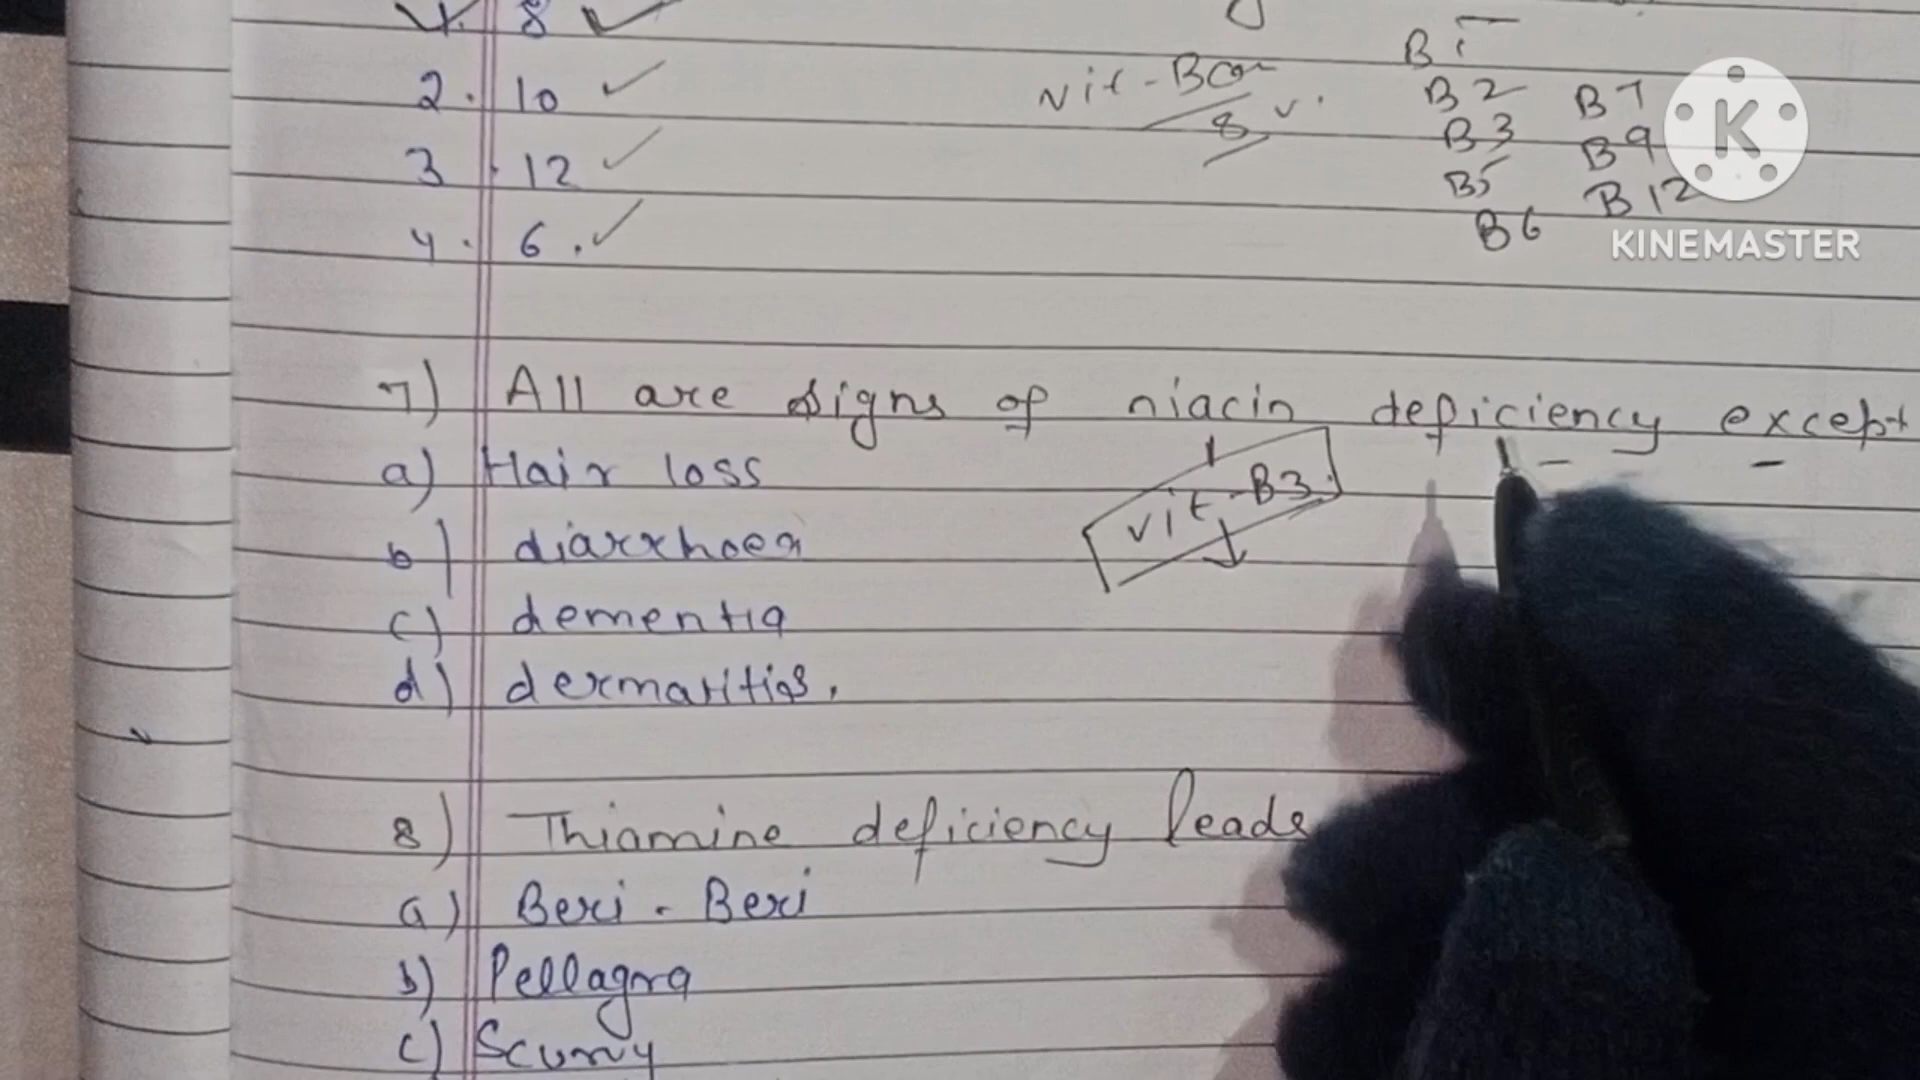 1. 8
2. 10
3. 12
4. 6.
vit-
8
B1
B2
B3
B5
B6
B7
B9
B12
K
KINEMASTER
7) All are signs of niacin deficiency except
vit-B3.
a) Hair loss
b) diarrhoea
c) dementia
d)
8) Thiamine deficiency leads
a) Beri-Beri
b) Pellagra
c) Scurvy